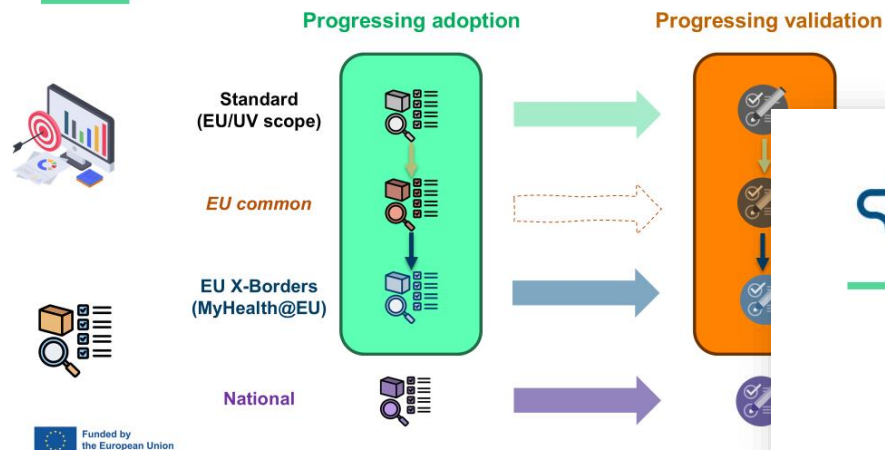 Progressing adoption
Progressing validation
Standard
(EU/UV scope)
EU common
EU X-Borders
(MyHealth@EU)
National
Funded by
the European Union